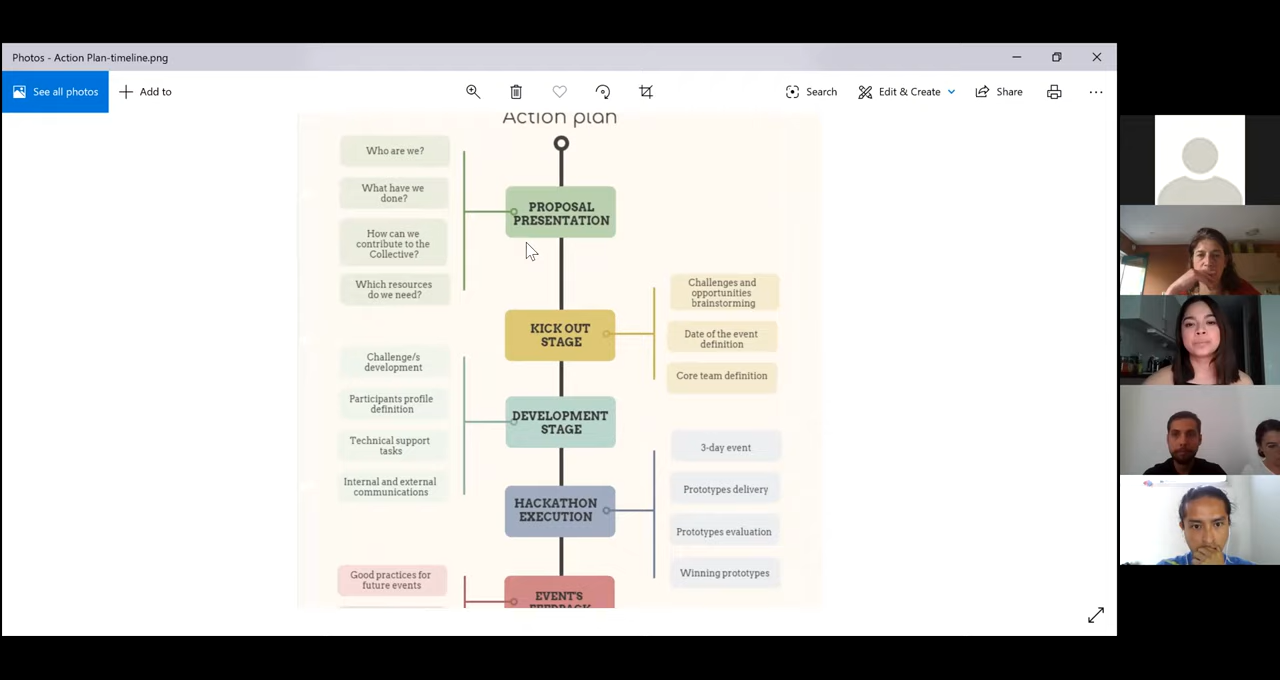 Photos - Action Plan-timeline.png
See all photos
Add to
Search
Edit & Create
Share
Action plan
Who are we?
What have we
done?
How can we
contribute to the
Collective?
Which resources
do we need?
PROPOSAL
PRESENTATION
KICK OUT
STAGE
Challenges and
opportunities
brainstorming
Date of the event
definition
Core team definition
Challenge/s
development
Participants profile
definition
Technical support
tasks
Internal and external
communications
DEVELOPMENT
STAGE
HACKATHON
EXECUTION
3-day event
Prototypes delivery
Prototypes evaluation
Winning prototypes
Good practices for
future events
EVENT'S
FEEDBACK